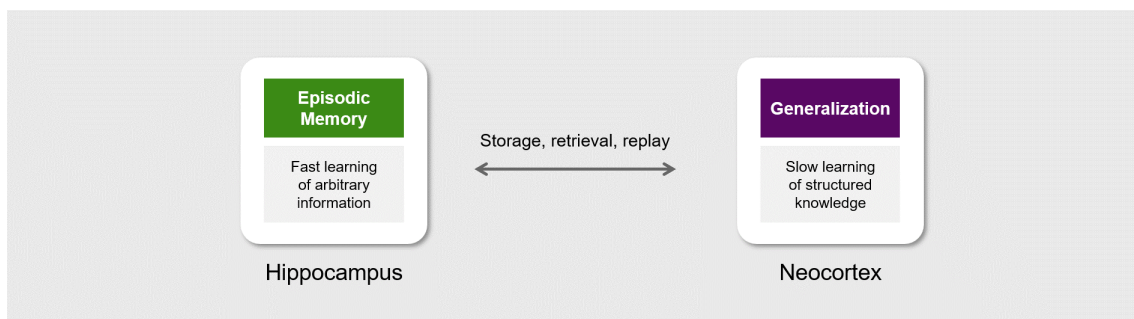 Episodic
Memory
Fast learning
of arbitrary
information
Hippocampus
Storage, retrieval, replay
Generalization
Slow learning
of structured
knowledge
Neocortex